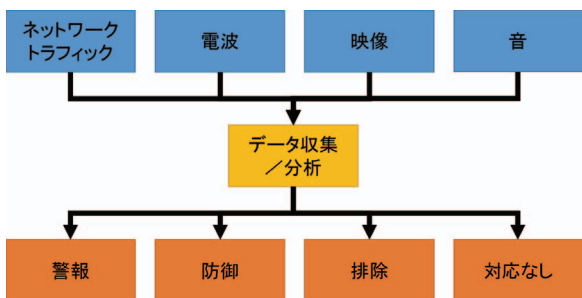 ネットワーク
トラフィック
電波
映像
音
データ収集
／分析
警報
防御
排除
対応なし